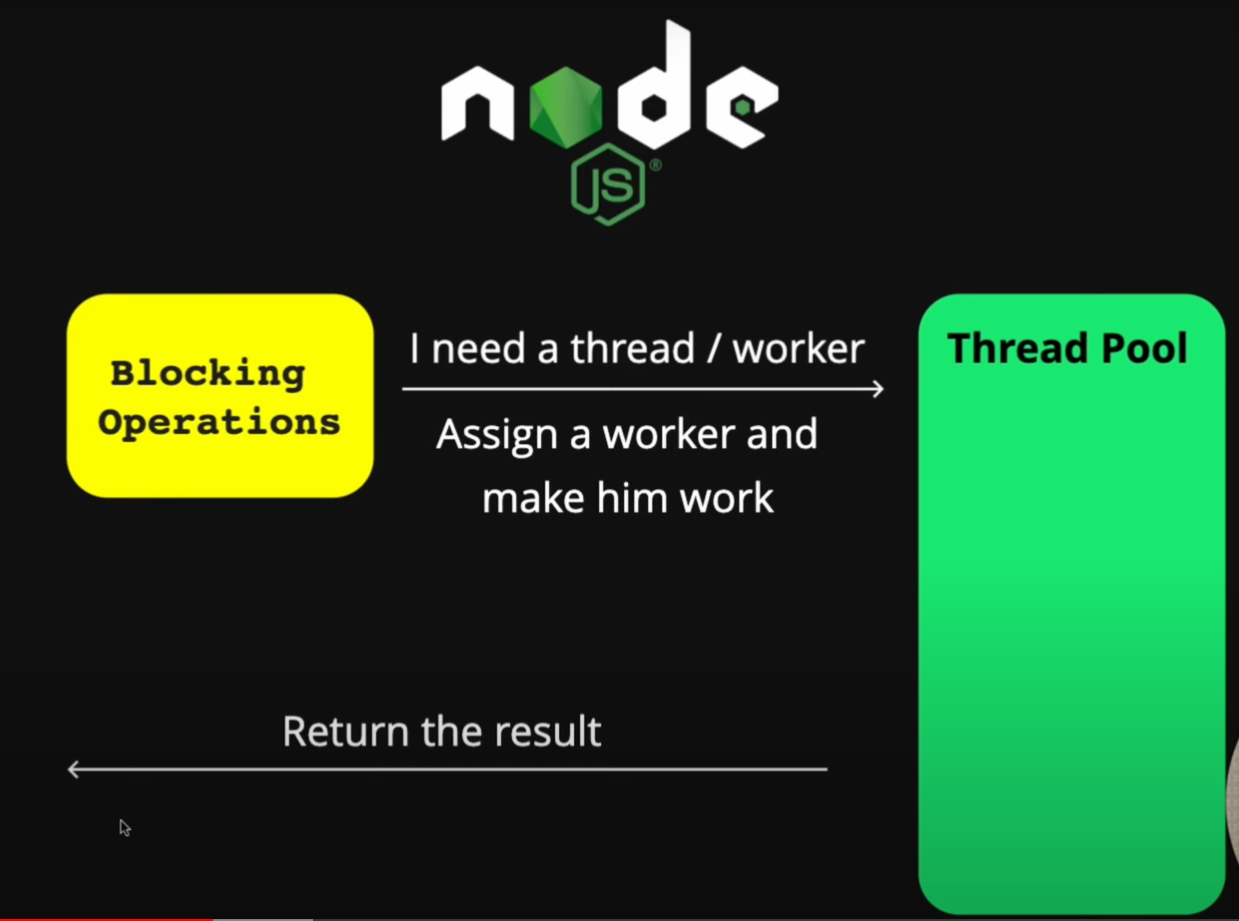 node
JS®
Blocking
Operations
I need a thread / worker
Assign a worker and
make him work
Return the result
Thread Pool